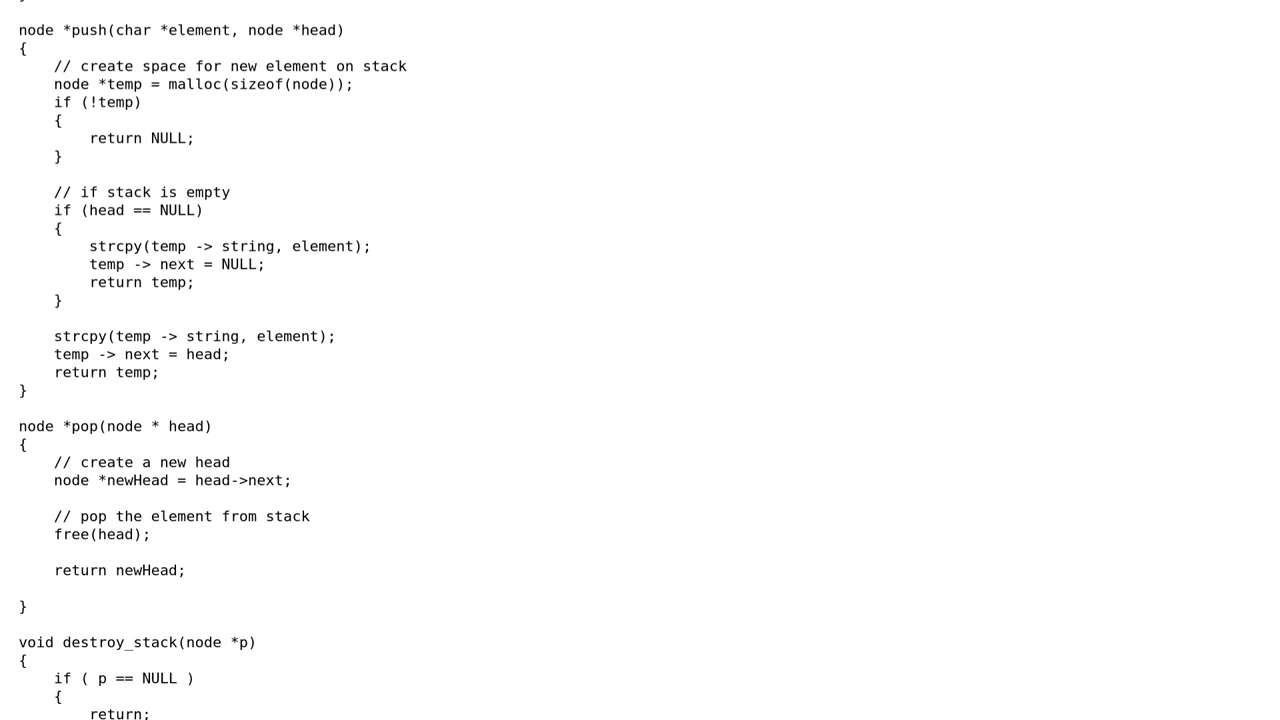 }
node *push(char *element, node *head)
{
    // create space for new element on stack
    node *temp = malloc(sizeof(node));
    if (!temp)
    {
        return NULL;
    }

    // if stack is empty
    if (head == NULL)
    {
        strcpy(temp -> string, element);
        temp -> next = NULL;
        return temp;
    }

    strcpy(temp -> string, element);
    temp -> next = head;
    return temp;
}

node *pop(node * head)
{
    // create a new head
    node *newHead = head->next;

    // pop the element from stack
    free(head);

    return newHead;

}

void destroy_stack(node *p)
{
    if ( p == NULL )
    {
        return;